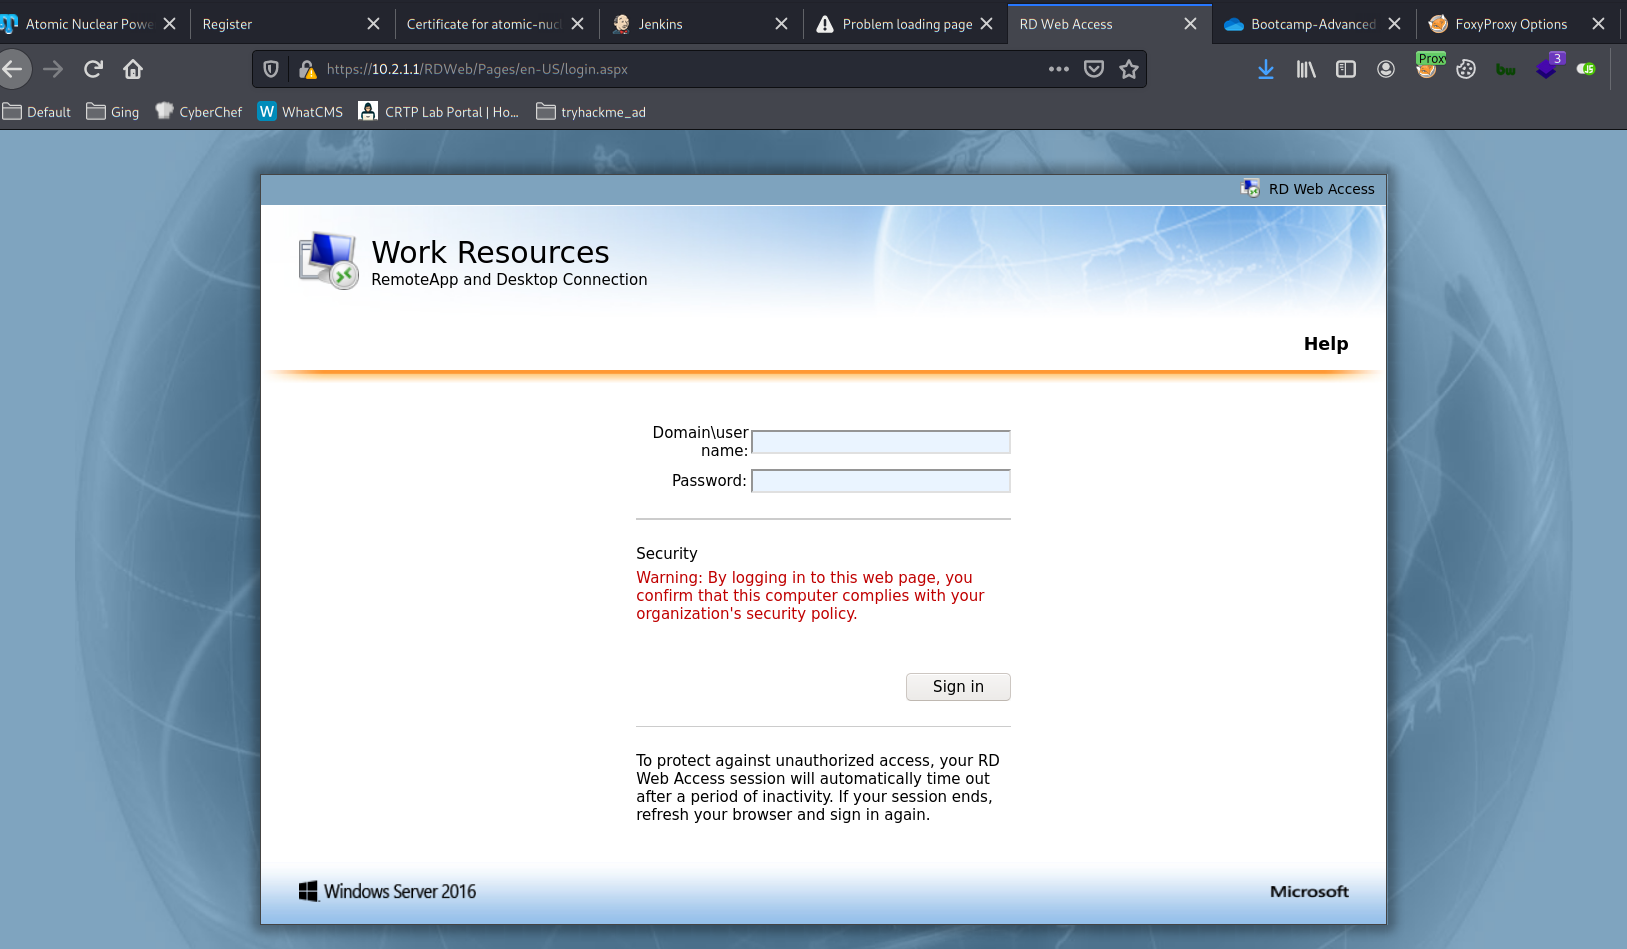 Atomic Nuclear Powe
Register
Certificate for atomic-nucl
Jenkins
Problem loading page
RD Web Access
Bootcamp-Advanced
FoxyProxy Options
https://10.2.1.1/RDWeb/Pages/en-US/login.aspx
Prox
bw
3
JS
Default
Ging
CyberChef
W
WhatCMS
CRTP Lab Portal | Ho...
tryhackme_ad
RD Web Access
Work Resources
RemoteApp and Desktop Connection
Help
Domain\user
name:
Password:
Security
Warning: By logging in to this web page, you
confirm that this computer complies with your
organization's security policy.
Sign in
To protect against unauthorized access, your RD
Web Access session will automatically time out
after a period of inactivity. If your session ends,
refresh your browser and sign in again.
Windows Server 2016
Microsoft